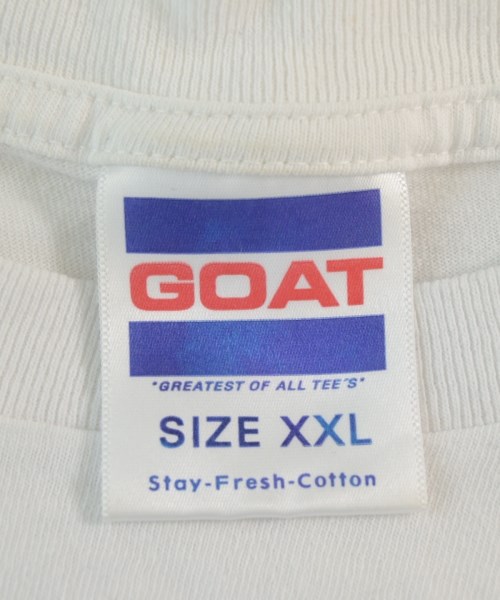 GOAT
"GREATEST OF ALL TEE'S"
SIZE XXL
Stay-Fresh-Cotton